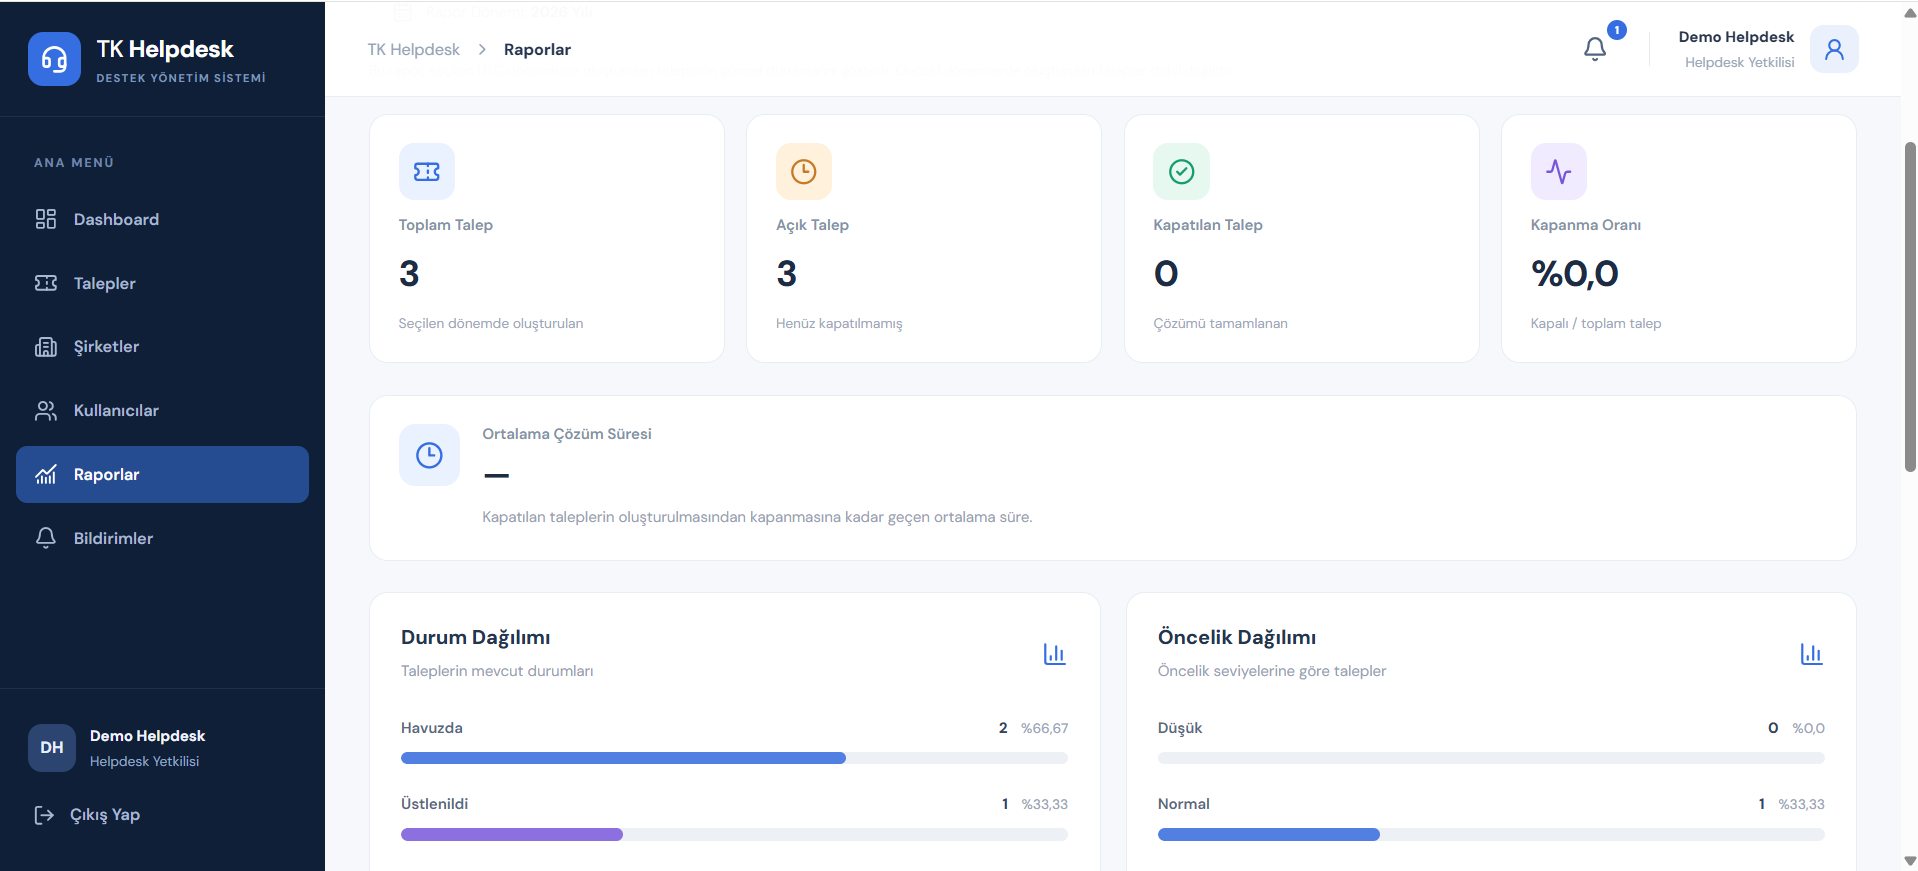 TK Helpdesk
DESTEK YÖNETİM SİSTEMİ
ANA MENÜ
Dashboard
Talepler
Şirketler
Kullanıcılar
Raporlar
Bildirimler
DH
Demo Helpdesk
Helpdesk Yetkilisi
Çıkış Yap
TK Helpdesk > Raporlar
1
Demo Helpdesk
Helpdesk Yetkilisi
Toplam Talep
3
Seçilen dönemde oluşturulan
Açık Talep
3
Henüz kapatılmamış
Kapatılan Talep
0
Çözümü tamamlanan
Kapanma Oranı
%0,0
Kapalı / toplam talep
Ortalama Çözüm Süresi
—
Kapatılan taleplerin oluşturulmasından kapanmasına kadar geçen ortalama süre.
Durum Dağılımı
Taleplerin mevcut durumları
Havuzda 2 %66,67
Üstlenildi 1 %33,33
Öncelik Dağılımı
Öncelik seviyelerine göre talepler
Düşük 0 %0,0
Normal 1 %33,33